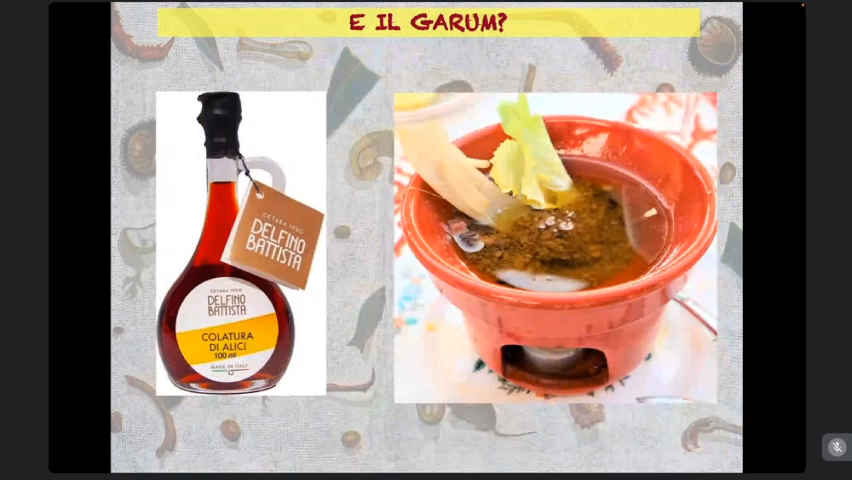 E IL GARUM?
CETARA 1950
DELFINO
BATTISTA
CETARA 1950
DELFINO
BATTISTA
COLATURA
DI ALICI
100 ml
MADE IN ITALY